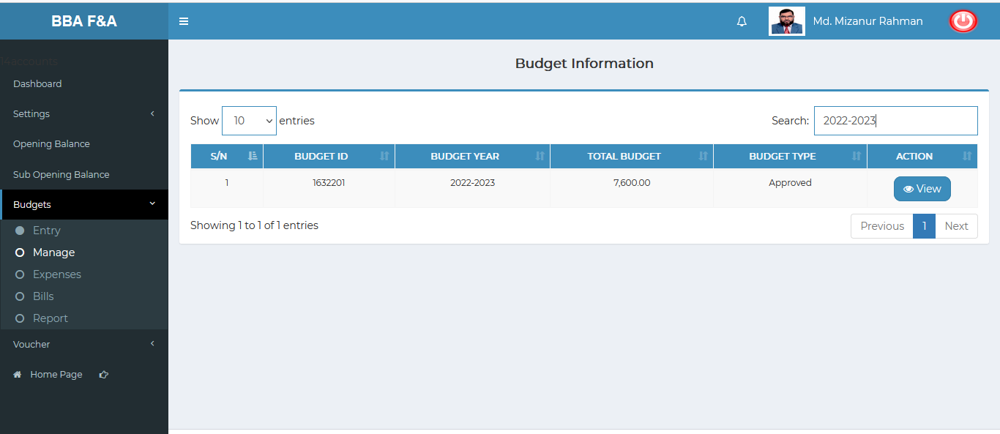 BBA F&A
Md. Mizanur Rahman
14accounts
Dashboard
Settings
Opening Balance
Sub Opening Balance
Budgets
Entry
Manage
Expenses
Bills
Report
Voucher
Home Page
Budget Information
Show 10 entries
Search: 2022-2023
S/N BUDGET ID BUDGET YEAR TOTAL BUDGET BUDGET TYPE ACTION
1 1632201 2022-2023 7,600.00 Approved View
Showing 1 to 1 of 1 entries
Previous 1 Next